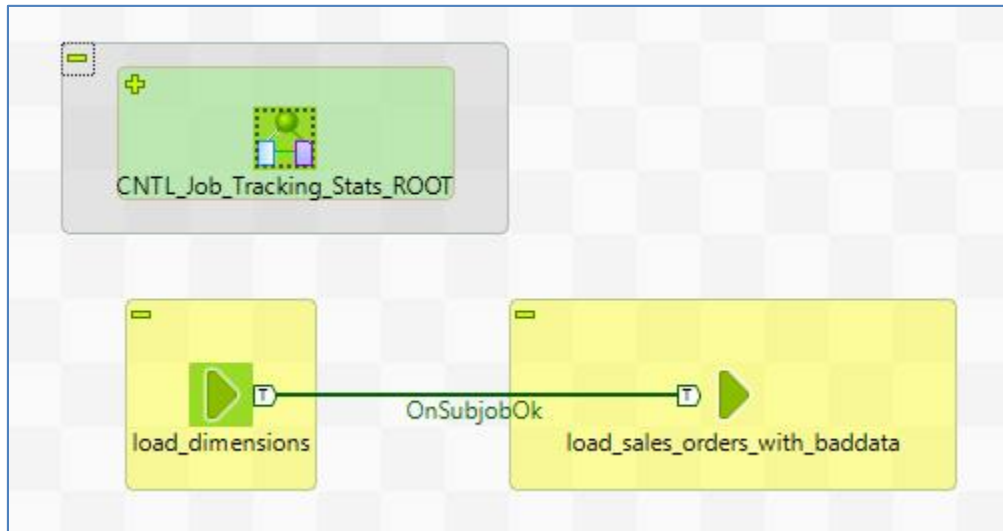 CNTL_Job_Tracking_Stats_ROOT
T
T
OnSubjobOk
load_dimensions
load_sales_orders_with_baddata